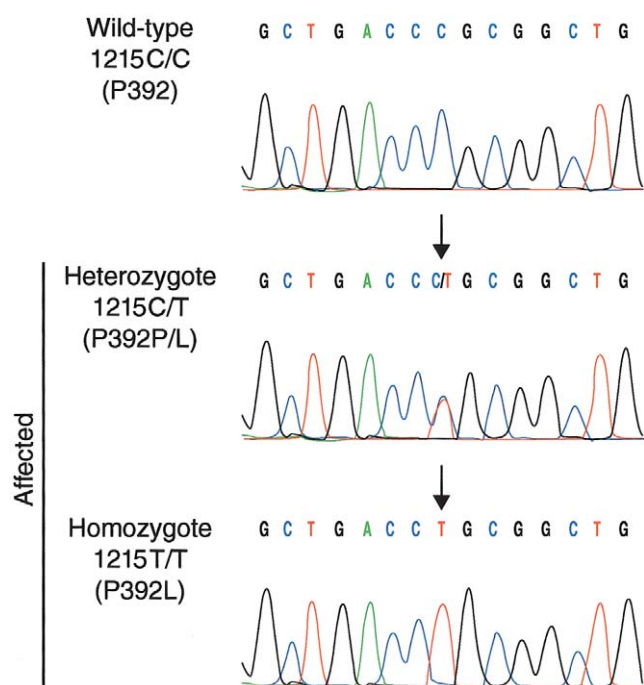 Wild-type
1215C/C
(P392)
G C T G A C C C G C G G C T G
Affected
Heterozygote
1215C/T
(P392P/L)
G C T G A C C C/T G C G G C T G
Homozygote
1215T/T
(P392L)
G C T G A C C T G C G G C T G